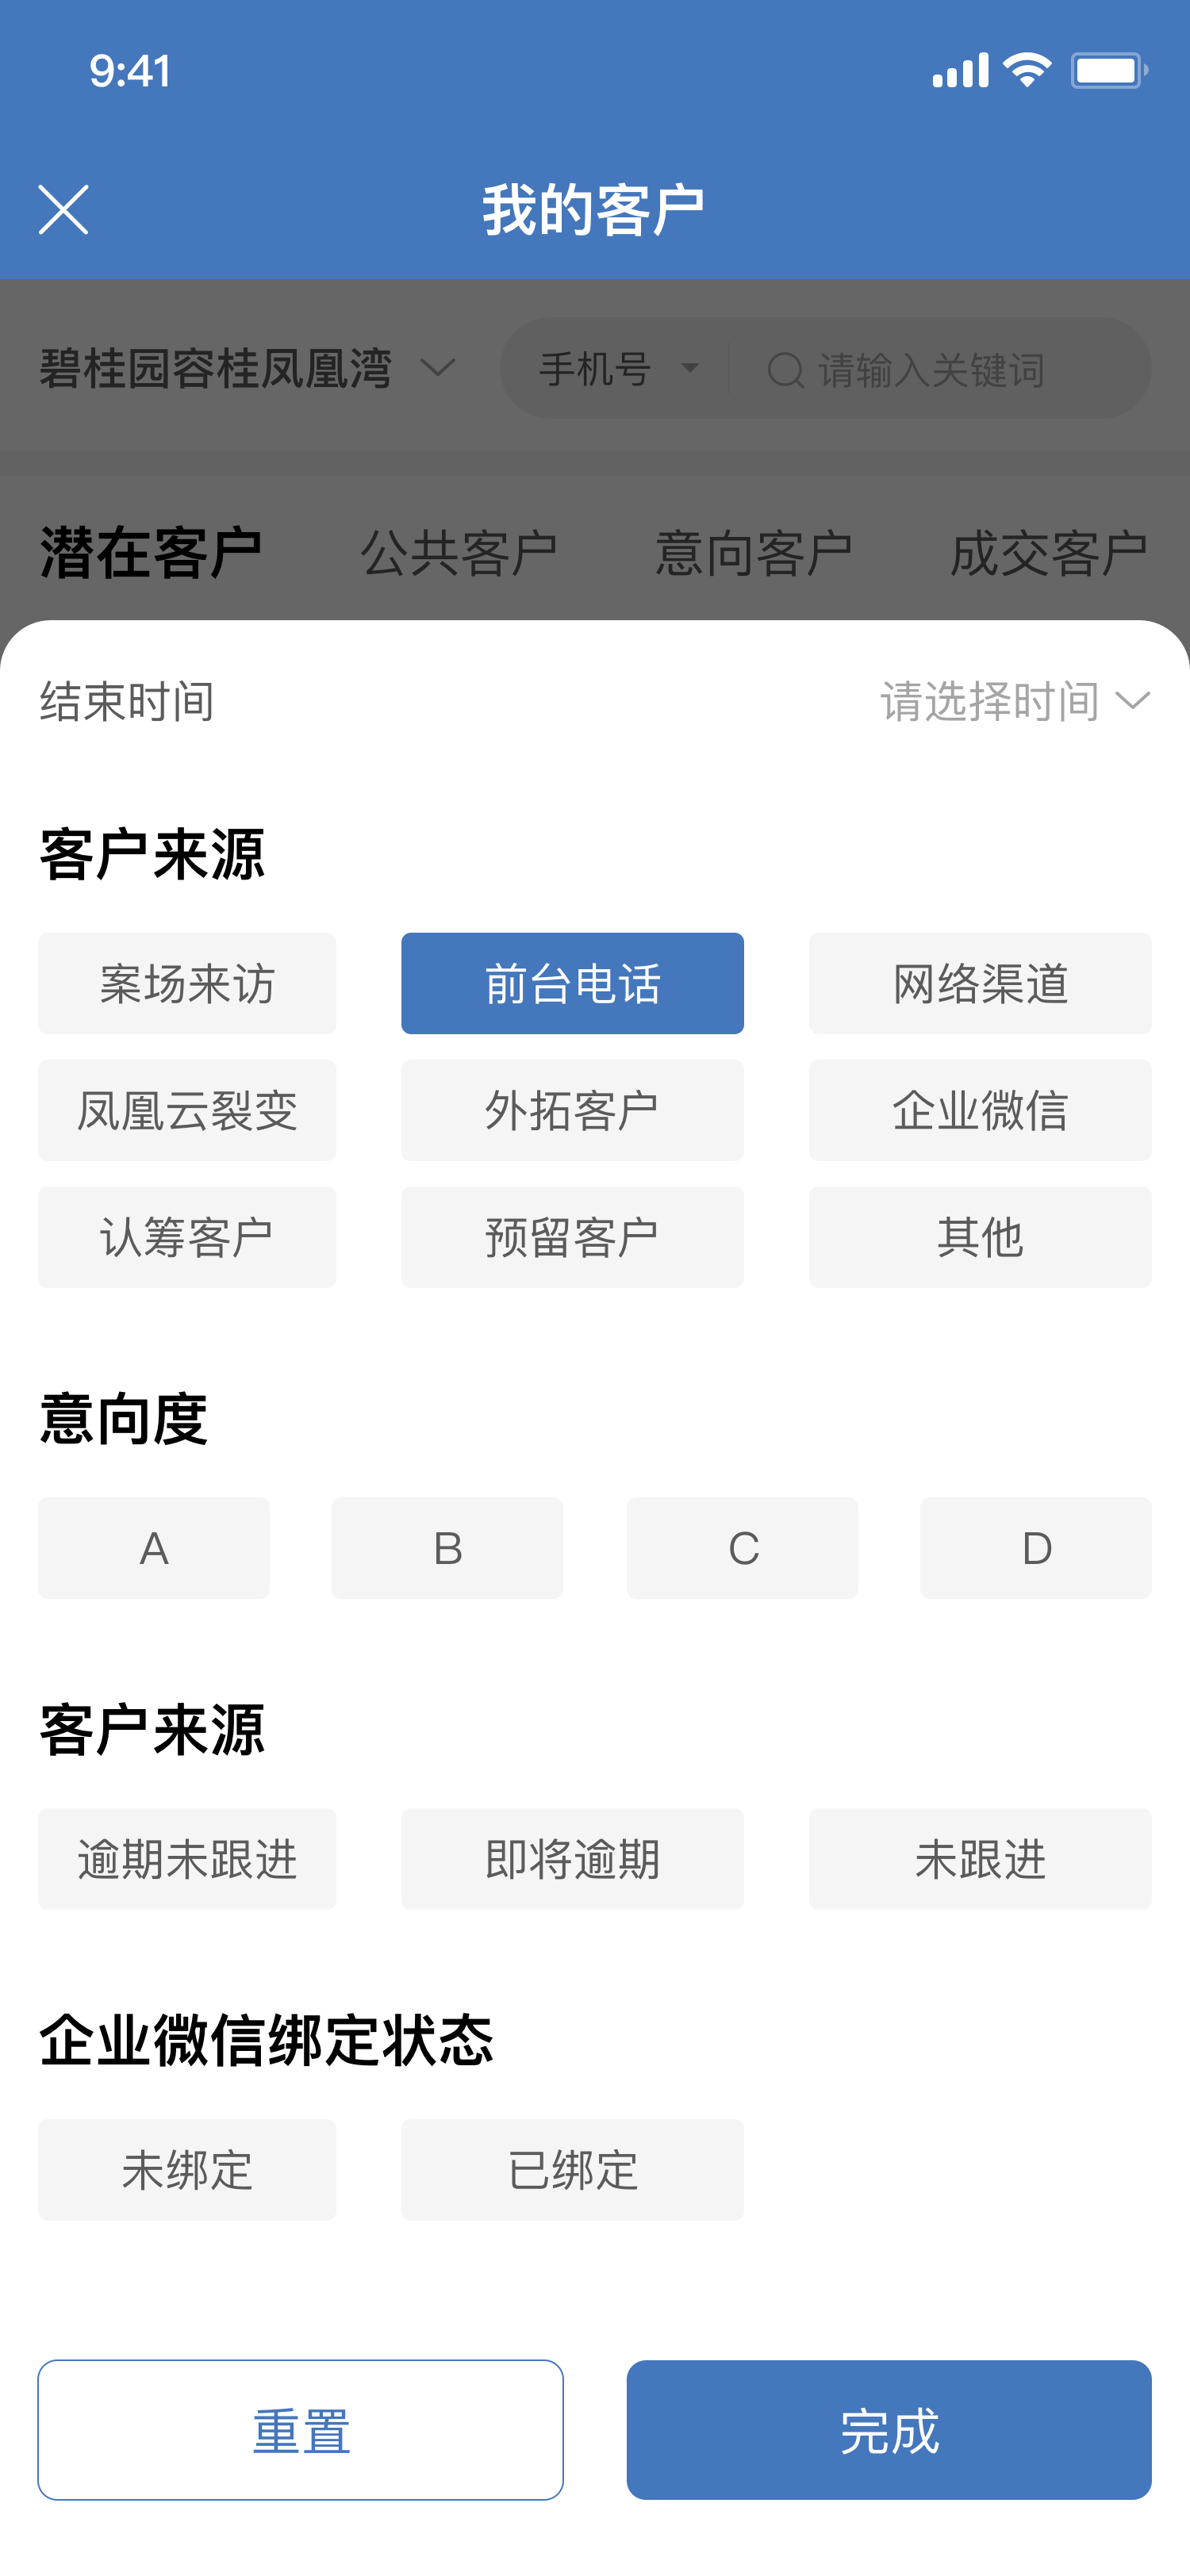 9:41
我的客户
碧桂园容桂凤凰湾 手机号 请输入关键词
潜在客户 公共客户 意向客户 成交客户
结束时间 请选择时间
客户来源
案场来访 前台电话 网络渠道
凤凰云裂变 外拓客户 企业微信
认筹客户 预留客户 其他
意向度
A B C D
客户来源
逾期未跟进 即将逾期 未跟进
企业微信绑定状态
未绑定 已绑定
重置 完成